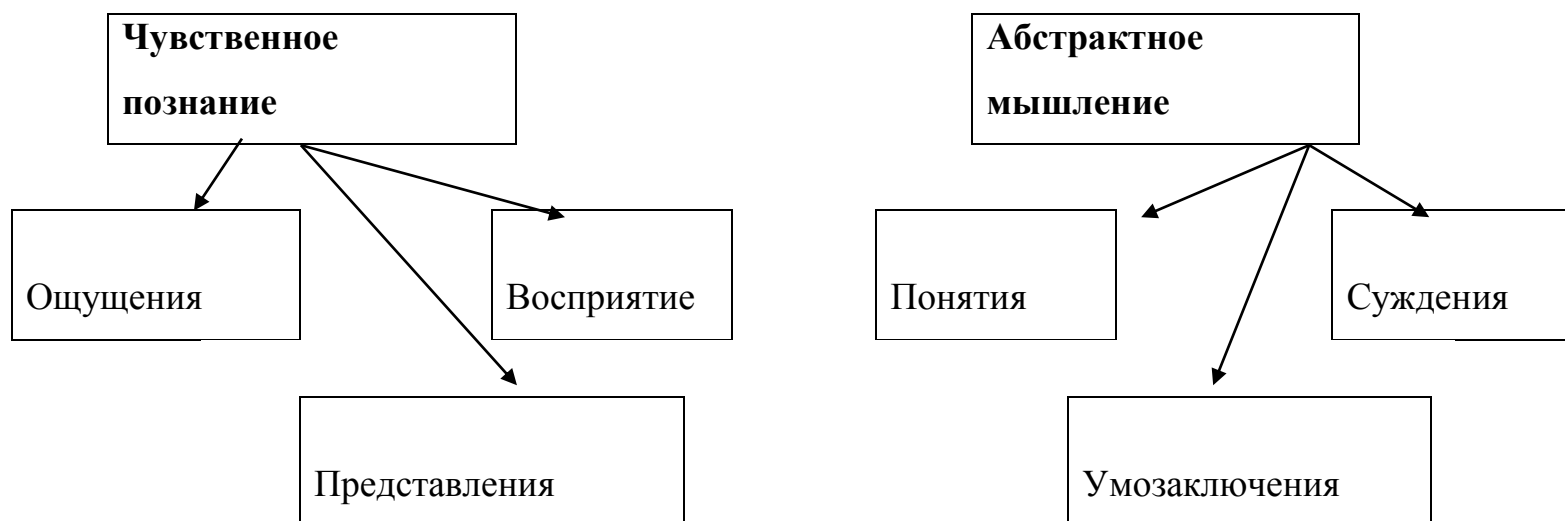 Чувственное
познание
Абстрактное
мышление
Ощущения
Восприятие
Понятия
Суждения
Представления
Умозаключения